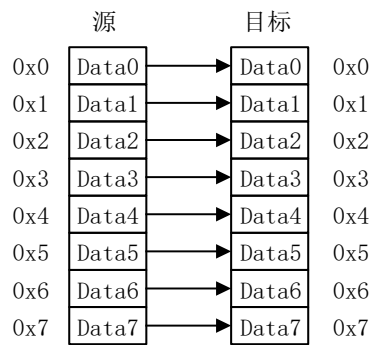 源 目标
0x0 Data0 Data0 0x0
0x1 Data1 Data1 0x1
0x2 Data2 Data2 0x2
0x3 Data3 Data3 0x3
0x4 Data4 Data4 0x4
0x5 Data5 Data5 0x5
0x6 Data6 Data6 0x6
0x7 Data7 Data7 0x7